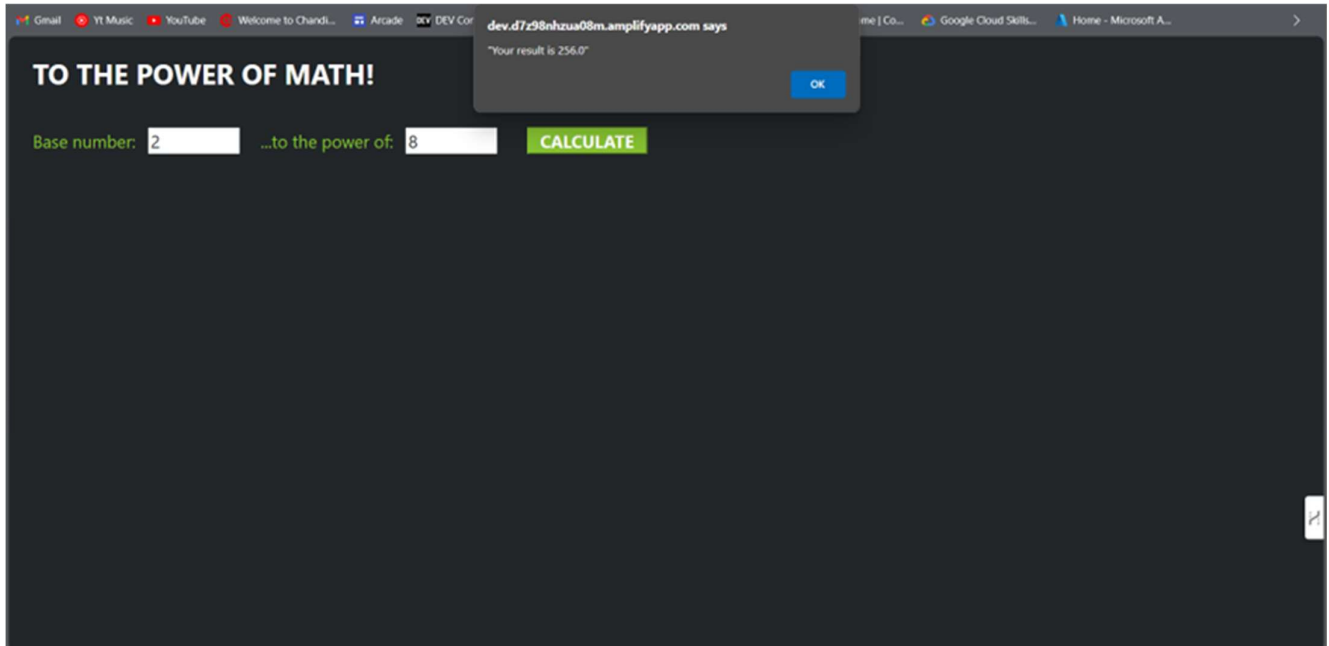 Gmail Yt Music YouTube Welcome to Chandi... Arcade DEV DEV Cor me | Co... Google Cloud Skills... Home - Microsoft A...
dev.d7z98nhzua08m.amplifyapp.com says
"Your result is 256.0"
OK
TO THE POWER OF MATH!
Base number: 2 ...to the power of: 8 CALCULATE